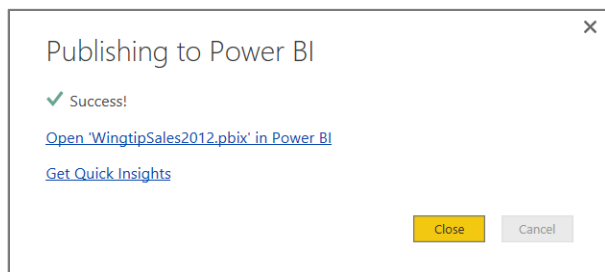 Publishing to Power BI
Success!
Open 'WingtipSales2012.pbix' in Power BI
Get Quick Insights
Close Cancel